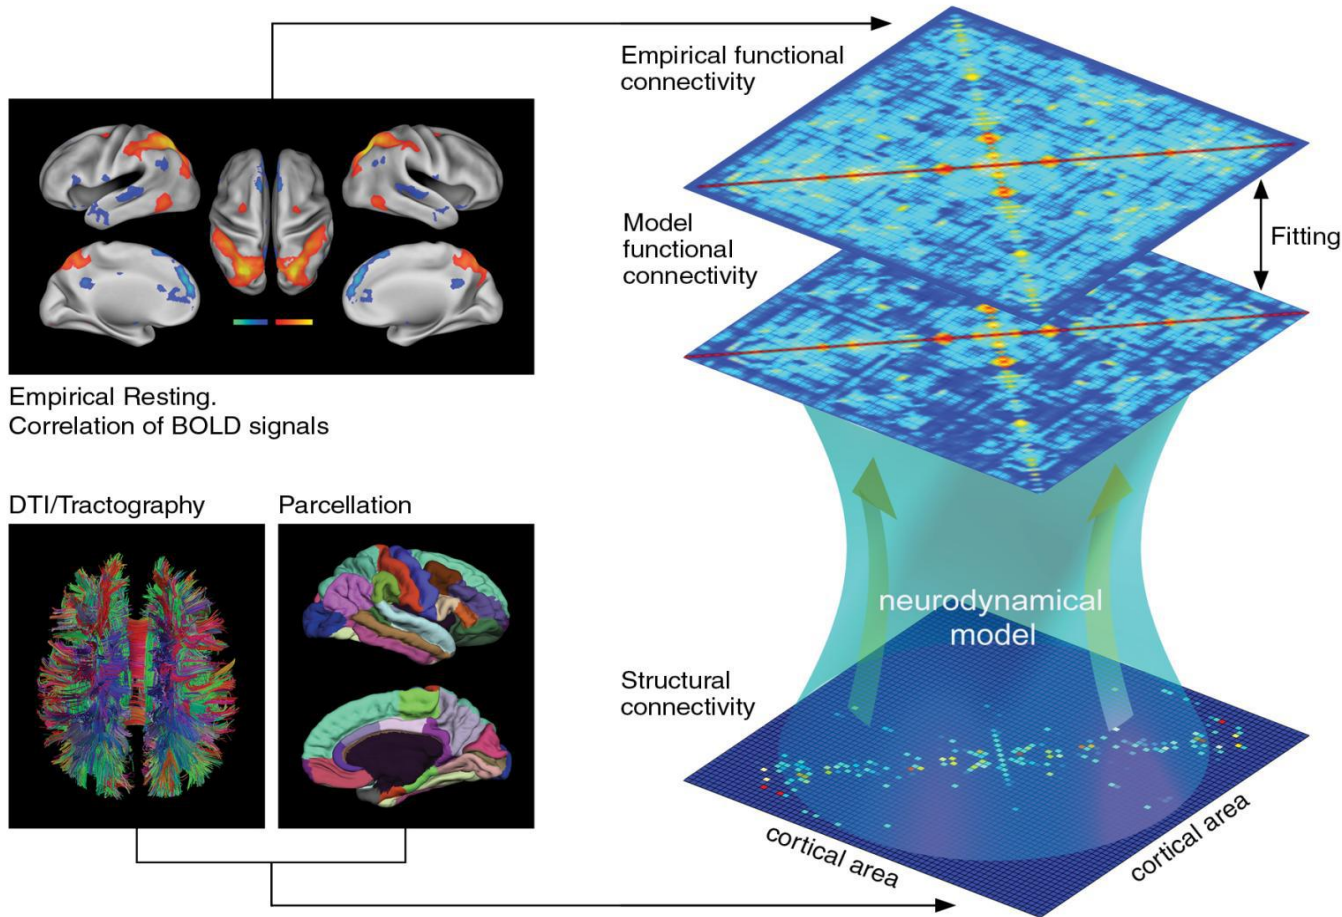 Empirical functional
connectivity
Model
functional
connectivity
Fitting
Empirical Resting.
Correlation of BOLD signals
DTI/Tractography
Parcellation
neurodynamical
model
Structural
connectivity
cortical area
cortical area